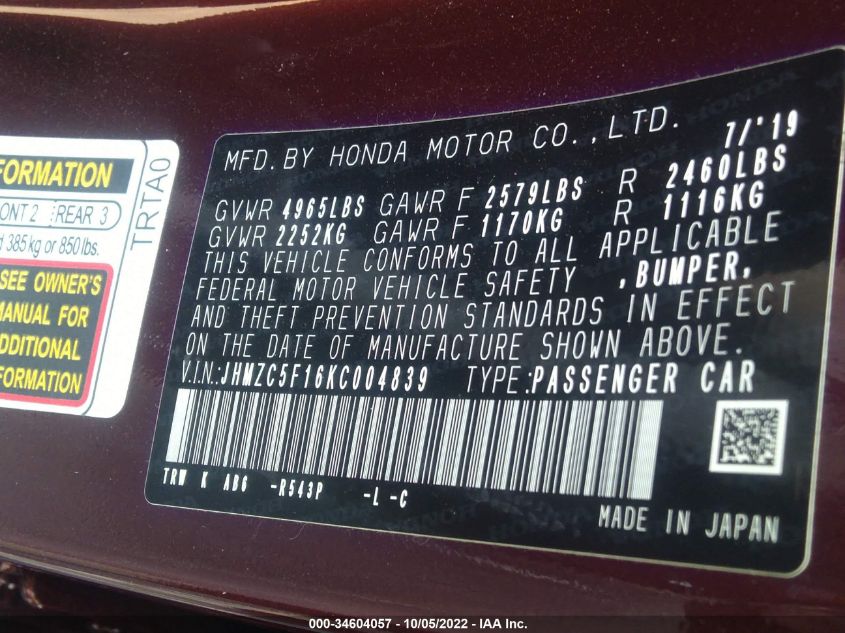 FORMATION
ONT 2 REAR 3
d 385 kg or 850 lbs.
SEE OWNER'S
MANUAL FOR
ADDITIONAL
FORMATION
TRTA0
MFD. BY HONDA MOTOR CO., LTD. 7/'19
GVWR 4965LBS GAWR F 2579LBS R 2460LBS
GVWR 2252KG GAWR F 1170KG R 1116KG
THIS VEHICLE CONFORMS TO ALL APPLICABLE
FEDERAL MOTOR VEHICLE SAFETY , BUMPER,
AND THEFT PREVENTION STANDARDS IN EFFECT
ON THE DATE OF MANUFACTURE SHOWN ABOVE.
V.I.N.:JHMZC5F16KC004839 TYPE:PASSENGER CAR
TRW K AB6 -R543P -L -C
MADE IN JAPAN
000-34604057 - 10/05/2022 - IAA Inc.